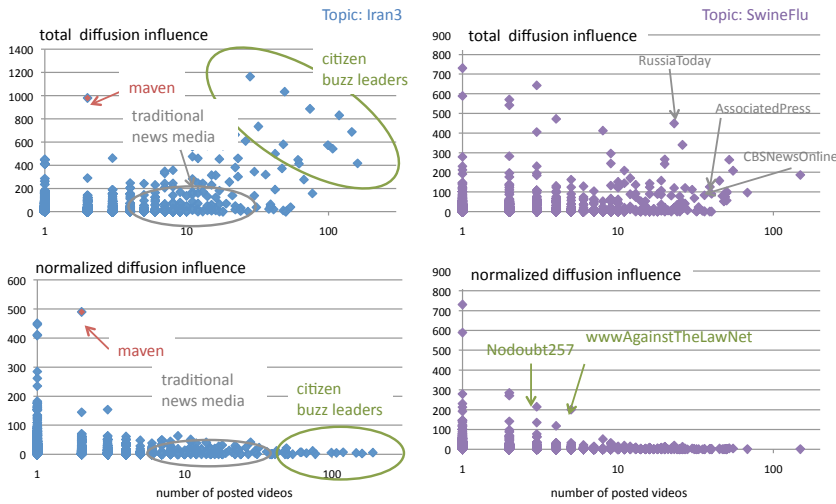 Topic: Iran3
total diffusion influence
1400
1200
1000
800
600
400
200
0
1
10
100
maven
traditional
news media
citizen
buzz leaders
Topic: SwineFlu
total diffusion influence
900
800
700
600
500
400
300
200
100
0
1
10
100
RussiaToday
AssociatedPress
CBSNewsOnline
normalized diffusion influence
600
500
400
300
200
100
0
1
10
100
maven
traditional
news media
citizen
buzz leaders
number of posted videos
normalized diffusion influence
900
800
700
600
500
400
300
200
100
0
1
10
100
Nodoubt257
wwwAgainstTheLawNet
number of posted videos